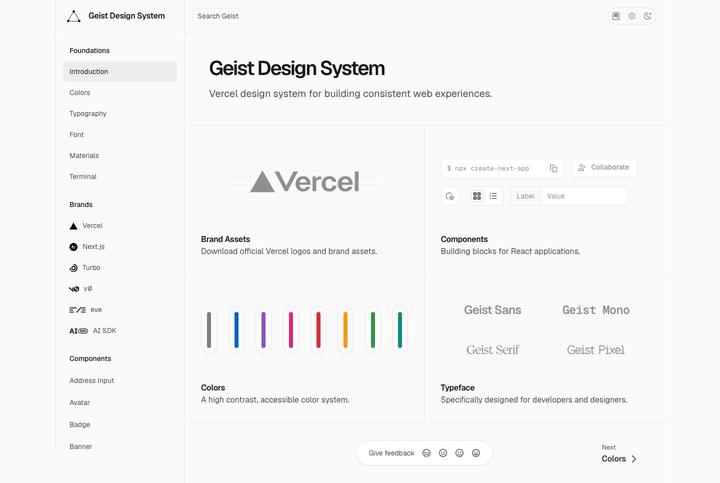 Geist Design System
Search Geist
Foundations
Introduction
Colors
Typography
Font
Materials
Terminal
Brands
Vercel
Next.js
Turbo
v0
eve
AI SDK
Components
Address Input
Avatar
Badge
Banner
Geist Design System
Vercel design system for building consistent web experiences.
Vercel
Brand Assets
Download official Vercel logos and brand assets.
$ npx create-next-app
Collaborate
Label
Value
Components
Building blocks for React applications.
Colors
A high contrast, accessible color system.
Geist Sans
Geist Mono
Geist Serif
Geist Pixel
Typeface
Specifically designed for developers and designers.
Give feedback
Next
Colors